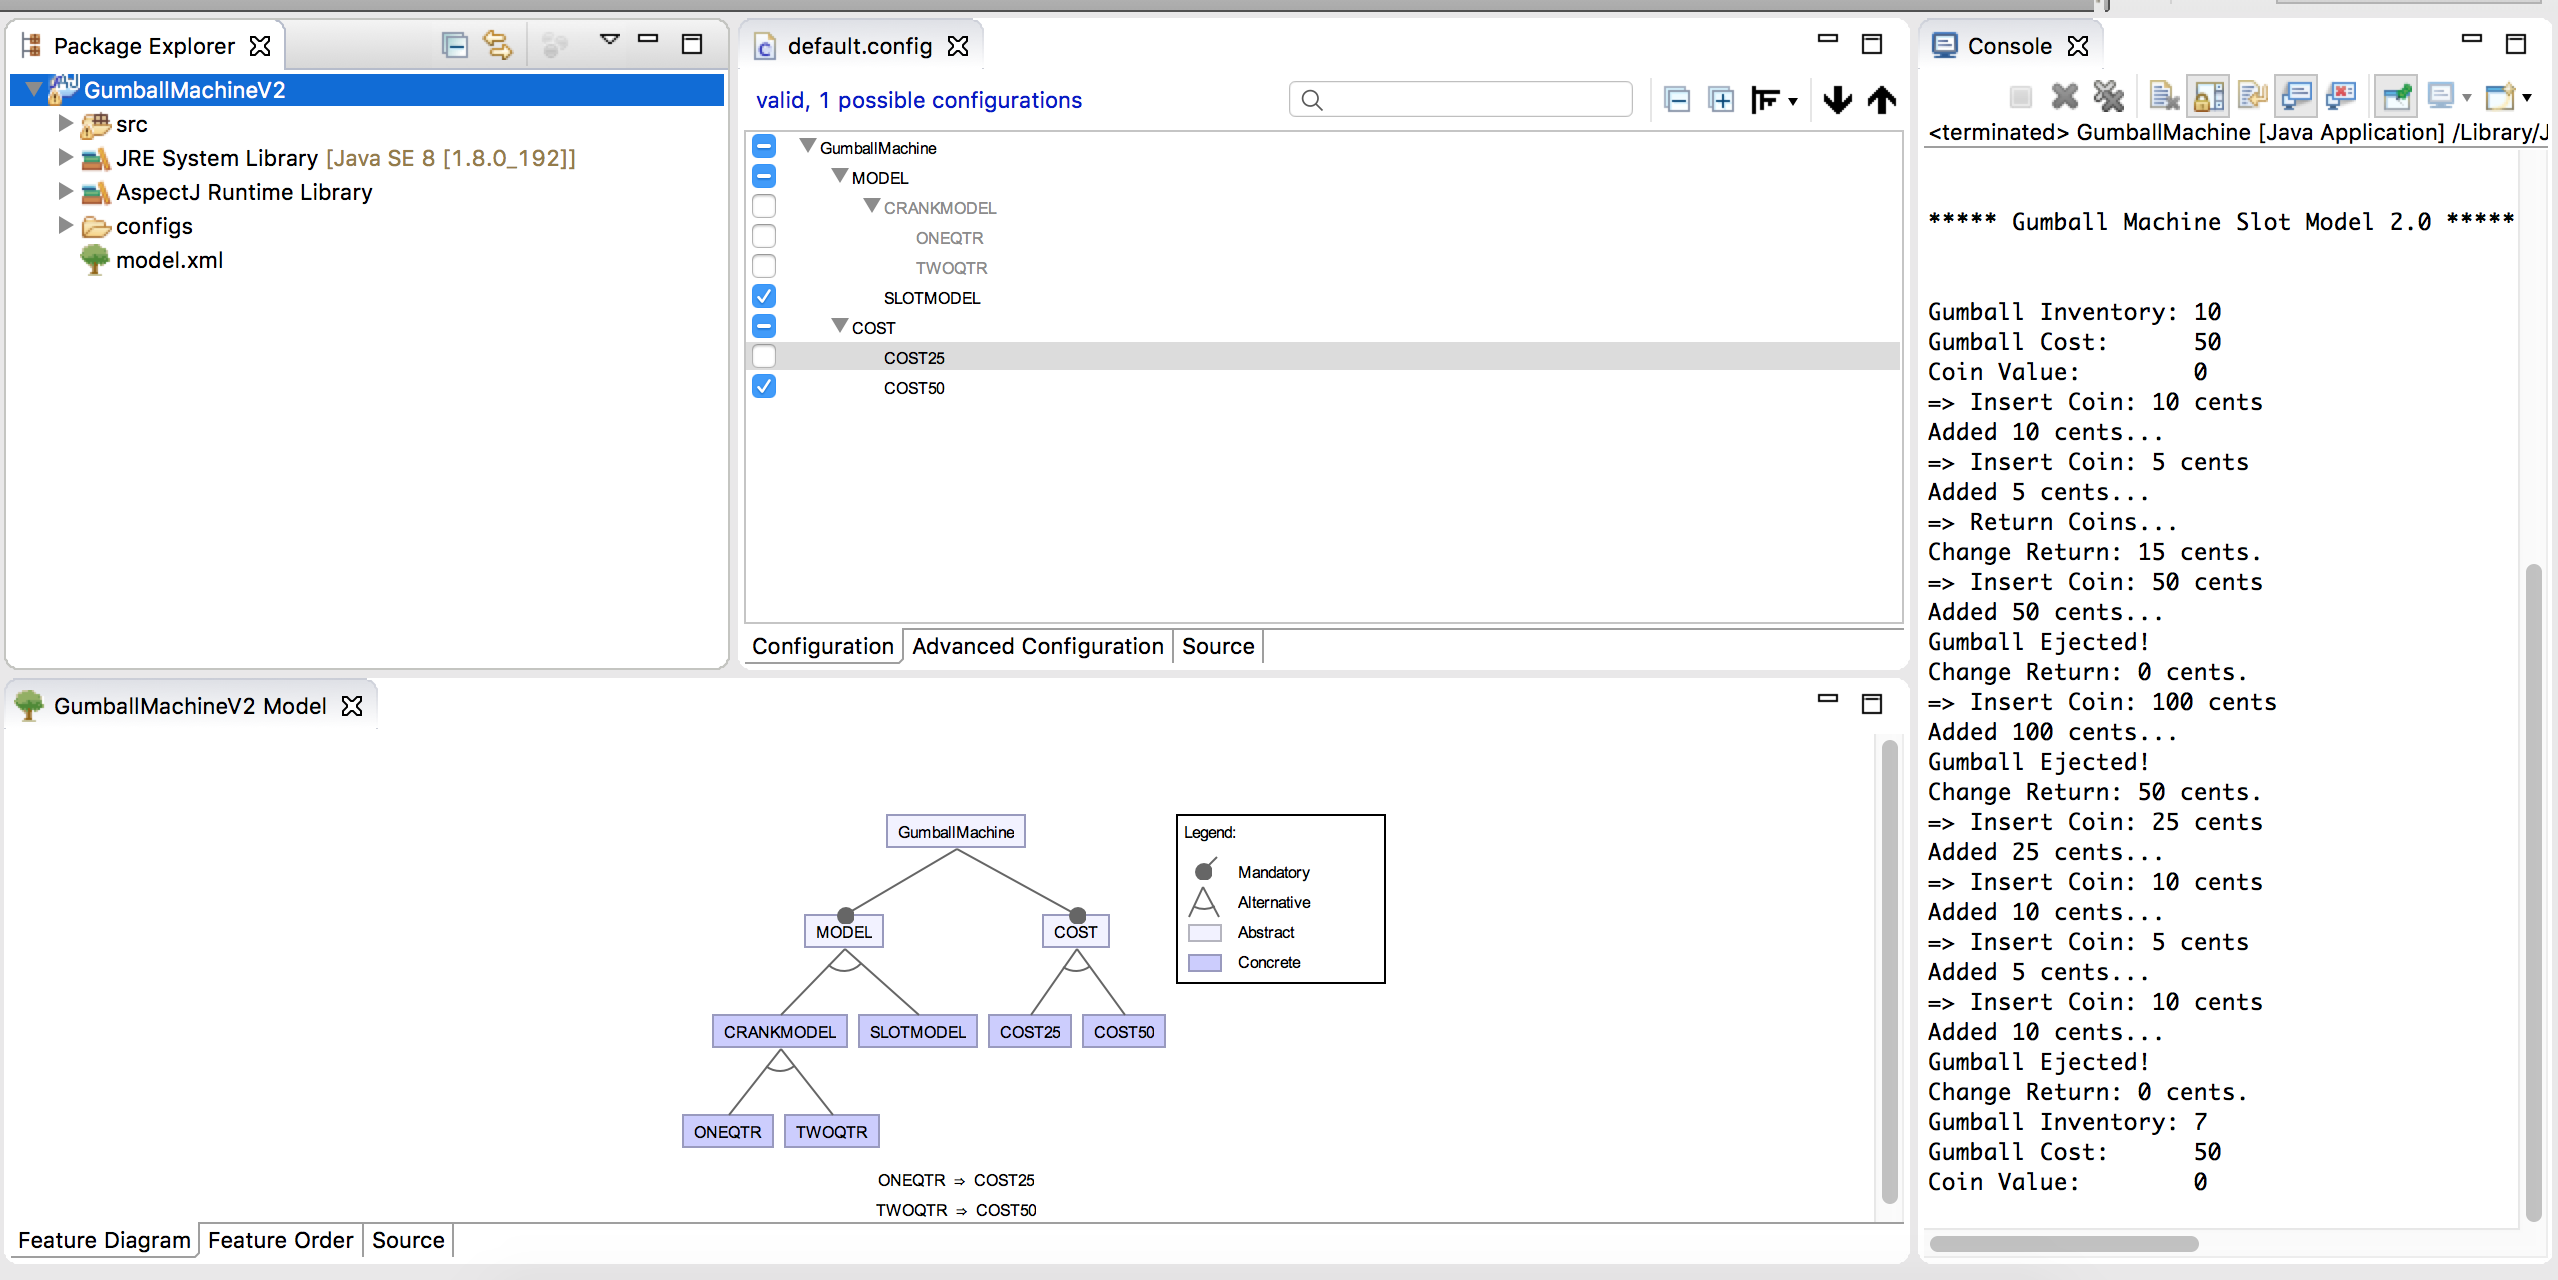 Package Explorer
GumballMachineV2
src
JRE System Library [Java SE 8 [1.8.0_192]]
AspectJ Runtime Library
configs
model.xml
default.config
valid, 1 possible configurations
GumballMachine
MODEL
CRANKMODEL
ONEQTR
TWOQTR
SLOTMODEL
COST
COST25
COST50
Configuration
Advanced Configuration
Source
GumballMachineV2 Model
GumballMachine
MODEL
COST
CRANKMODEL
SLOTMODEL
COST25
COST50
ONEQTR
TWOQTR
ONEQTR ⇒ COST25
TWOQTR ⇒ COST50
Legend:
Mandatory
Alternative
Abstract
Concrete
Feature Diagram
Feature Order
Source
Console
<terminated> GumballMachine [Java Application] /Library/J
***** Gumball Machine Slot Model 2.0 *****
Gumball Inventory: 10
Gumball Cost: 50
Coin Value: 0
=> Insert Coin: 10 cents
Added 10 cents...
=> Insert Coin: 5 cents
Added 5 cents...
=> Return Coins...
Change Return: 15 cents.
=> Insert Coin: 50 cents
Added 50 cents...
Gumball Ejected!
Change Return: 0 cents.
=> Insert Coin: 100 cents
Added 100 cents...
Gumball Ejected!
Change Return: 50 cents.
=> Insert Coin: 25 cents
Added 25 cents...
=> Insert Coin: 10 cents
Added 10 cents...
=> Insert Coin: 5 cents
Added 5 cents...
=> Insert Coin: 10 cents
Added 10 cents...
Gumball Ejected!
Change Return: 0 cents.
Gumball Inventory: 7
Gumball Cost: 50
Coin Value: 0